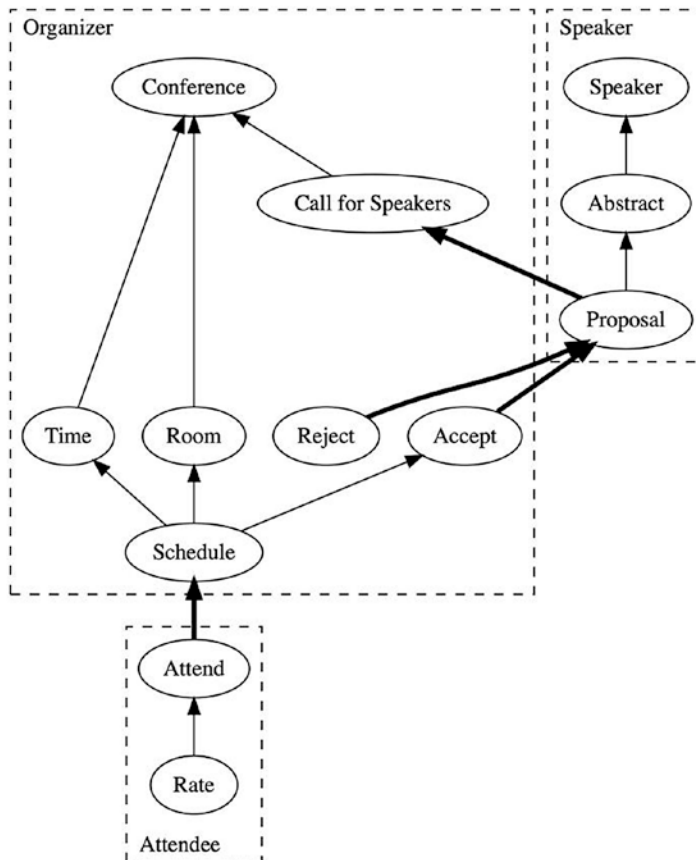 Organizer
Speaker
Conference
Speaker
Call for Speakers
Abstract
Proposal
Time
Room
Reject
Accept
Schedule
Attend
Rate
Attendee